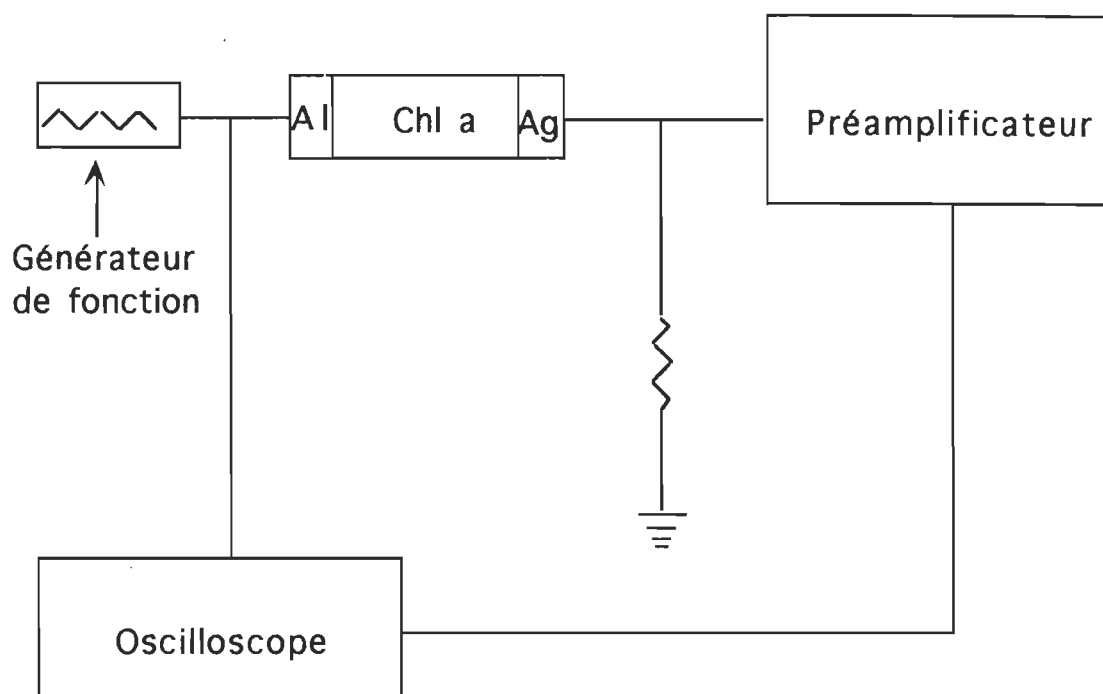 Al
Chl a
Ag
Préamplificateur
Générateur
de fonction
Oscilloscope